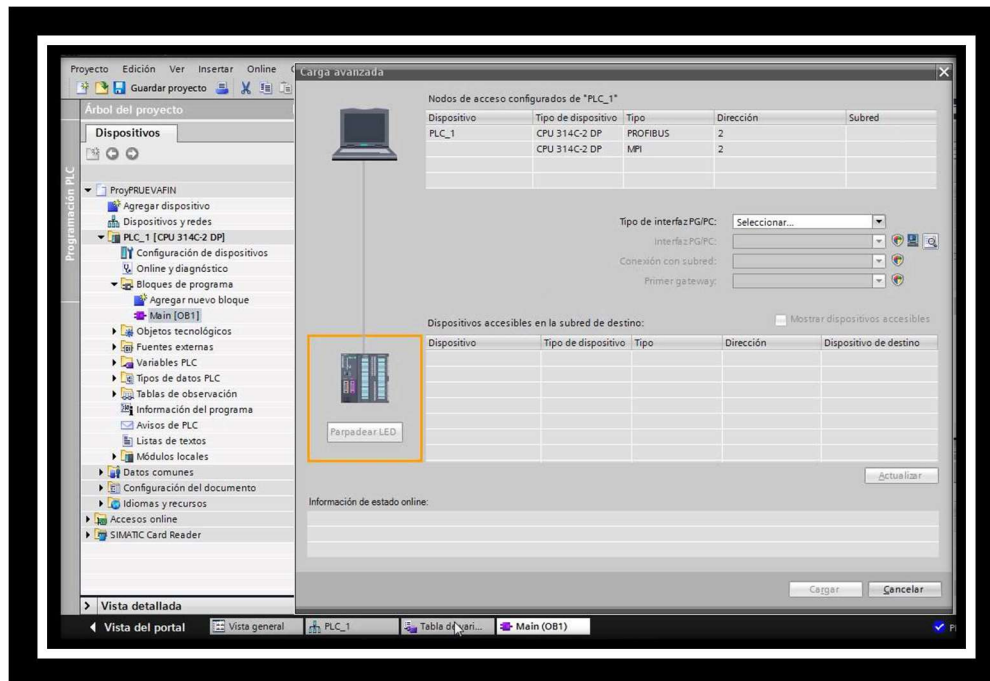 Proyecto Edición Ver Insertar Online
Guardar proyecto
Árbol del proyecto
Dispositivos
Programación PLC
ProyPRUEVAFIN
Agregar dispositivo
Dispositivos y redes
PLC_1 [CPU 314C-2 DP]
Configuración de dispositivos
Online y diagnóstico
Bloques de programa
Agregar nuevo bloque
Main [OB1]
Objetos tecnológicos
Fuentes externas
Variables PLC
Tipos de datos PLC
Tablas de observación
Información del programa
Avisos de PLC
Listas de textos
Módulos locales
Datos comunes
Configuración del documento
Idiomas y recursos
Accesos online
SIMATIC Card Reader
Vista detallada
Carga avanzada
Nodos de acceso configurados de "PLC_1"
Dispositivo Tipo de dispositivo Tipo Dirección Subred
PLC_1 CPU 314C-2 DP PROFIBUS 2
CPU 314C-2 DP MPI 2
Tipo de interfaz PG/PC: Seleccionar...
Interfaz PG/PC:
Conexión con subred:
Primer gateway:
Dispositivos accesibles en la subred de destino:
Mostrar dispositivos accesibles
Dispositivo Tipo de dispositivo Tipo Dirección Dispositivo de destino
Parpadear LED
Actualizar
Información de estado online:
Cargar Cancelar
Vista del portal Vista general PLC_1 Tabla de vari... Main (OB1)